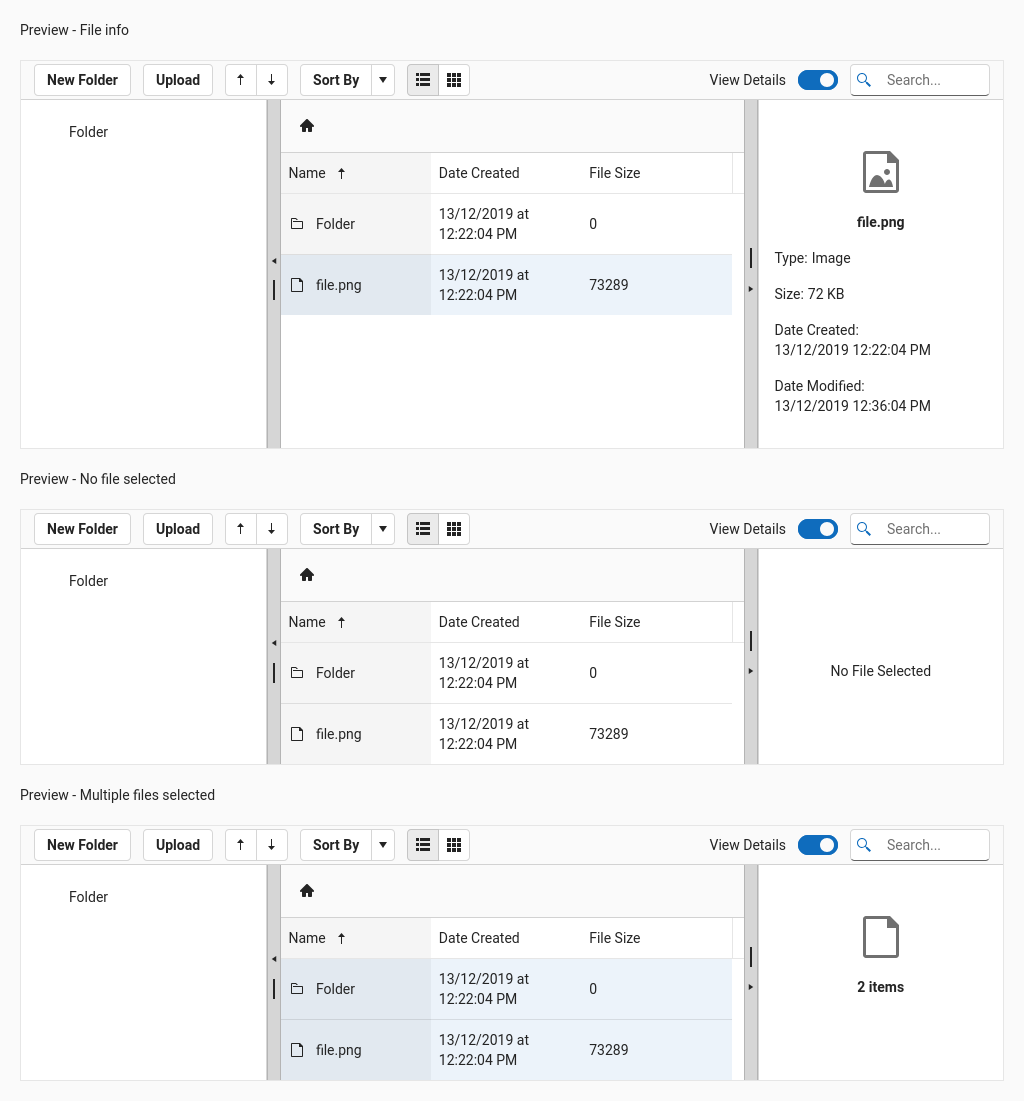 Preview - File info
New Folder Upload Sort By View Details Search...
Folder
Name Date Created File Size
Folder 13/12/2019 at 12:22:04 PM 0
file.png 13/12/2019 at 12:22:04 PM 73289
file.png
Type: Image
Size: 72 KB
Date Created:
13/12/2019 12:22:04 PM
Date Modified:
13/12/2019 12:36:04 PM
Preview - No file selected
New Folder Upload Sort By View Details Search...
Folder
Name Date Created File Size
Folder 13/12/2019 at 12:22:04 PM 0
file.png 13/12/2019 at 12:22:04 PM 73289
No File Selected
Preview - Multiple files selected
New Folder Upload Sort By View Details Search...
Folder
Name Date Created File Size
Folder 13/12/2019 at 12:22:04 PM 0
file.png 13/12/2019 at 12:22:04 PM 73289
2 items